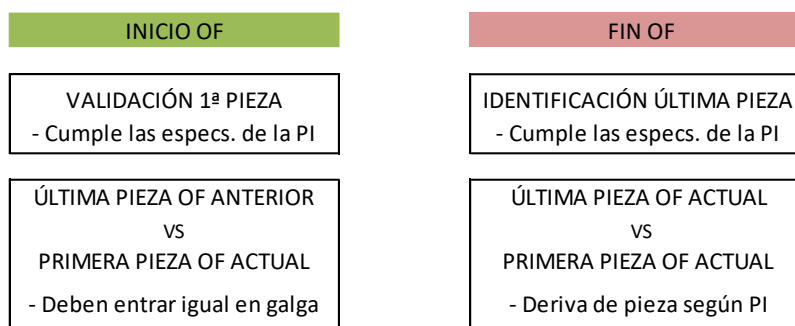 INICIO OF
VALIDACIÓN 1ª PIEZA
- Cumple las especs. de la PI
ÚLTIMA PIEZA OF ANTERIOR
VS
PRIMERA PIEZA OF ACTUAL
- Deben entrar igual en galga
FIN OF
IDENTIFICACIÓN ÚLTIMA PIEZA
- Cumple las especs. de la PI
ÚLTIMA PIEZA OF ACTUAL
VS
PRIMERA PIEZA OF ACTUAL
- Deriva de pieza según PI